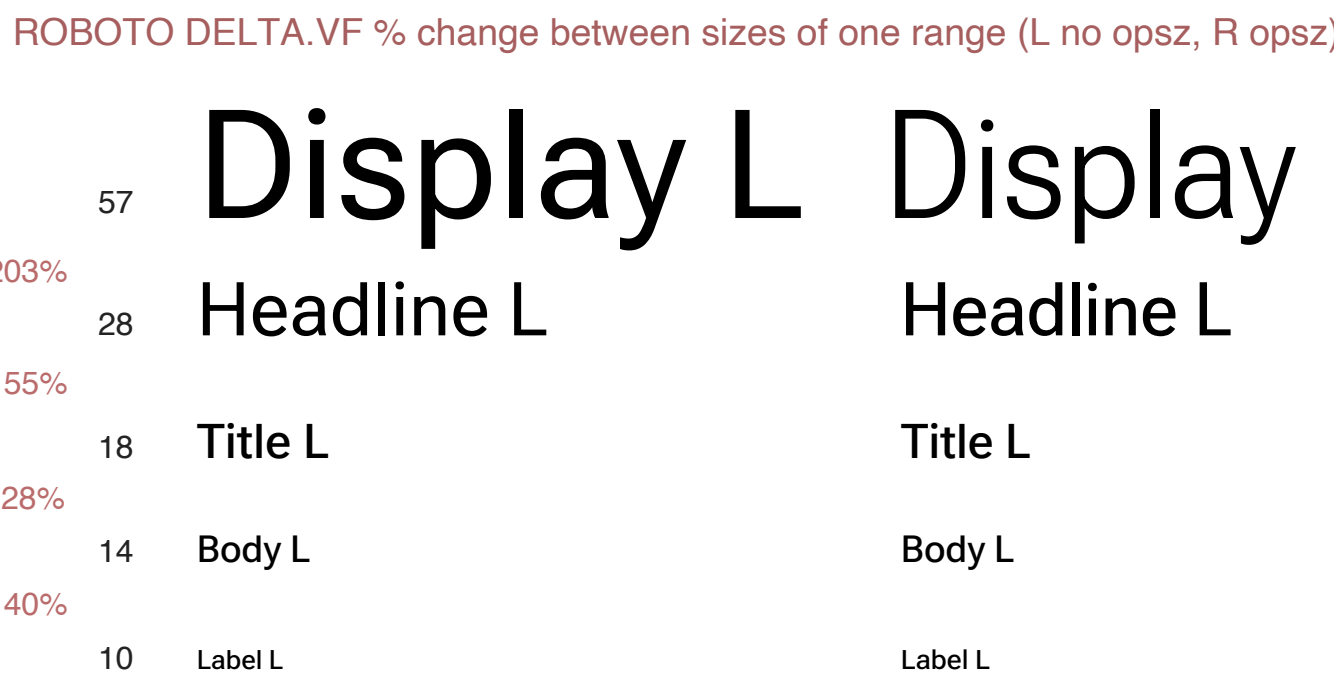 ROBOTO DELTA.VF % change between sizes of one range (L no opsz, R opsz)
57 Display L Display
203%
28 Headline L Headline L
55%
18 Title L Title L
28%
14 Body L Body L
40%
10 Label L Label L